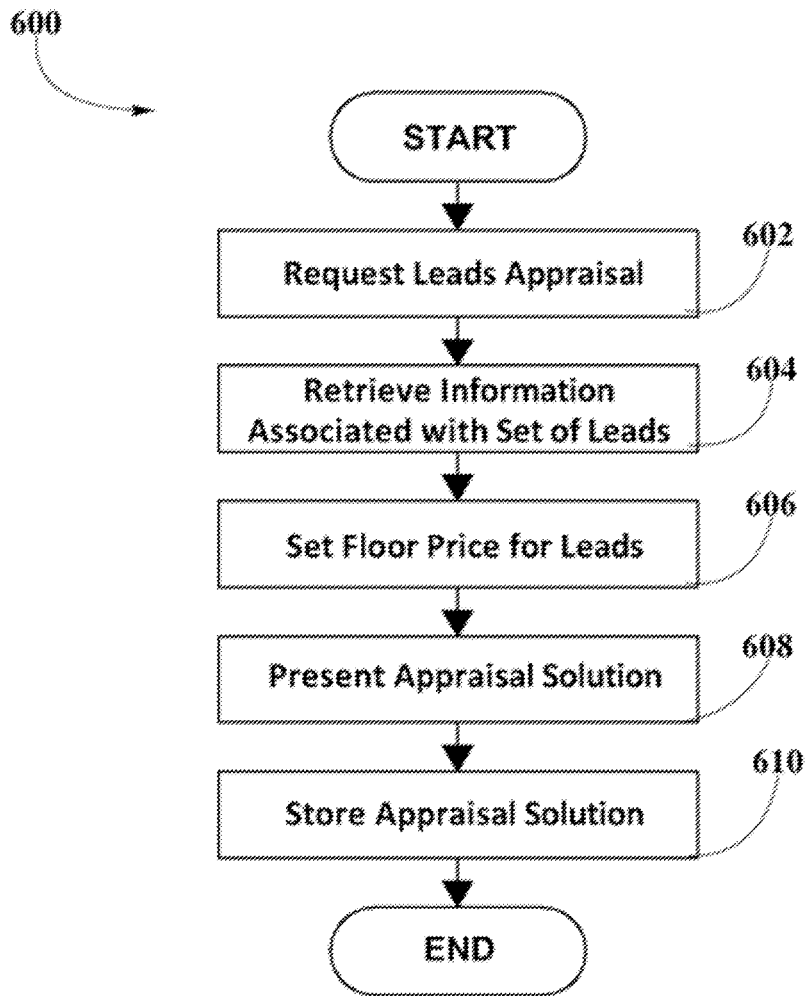 600
START
602
Request Leads Appraisal
604
Retrieve Information
Associated with Set of Leads
606
Set Floor Price for Leads
608
Present Appraisal Solution
610
Store Appraisal Solution
END